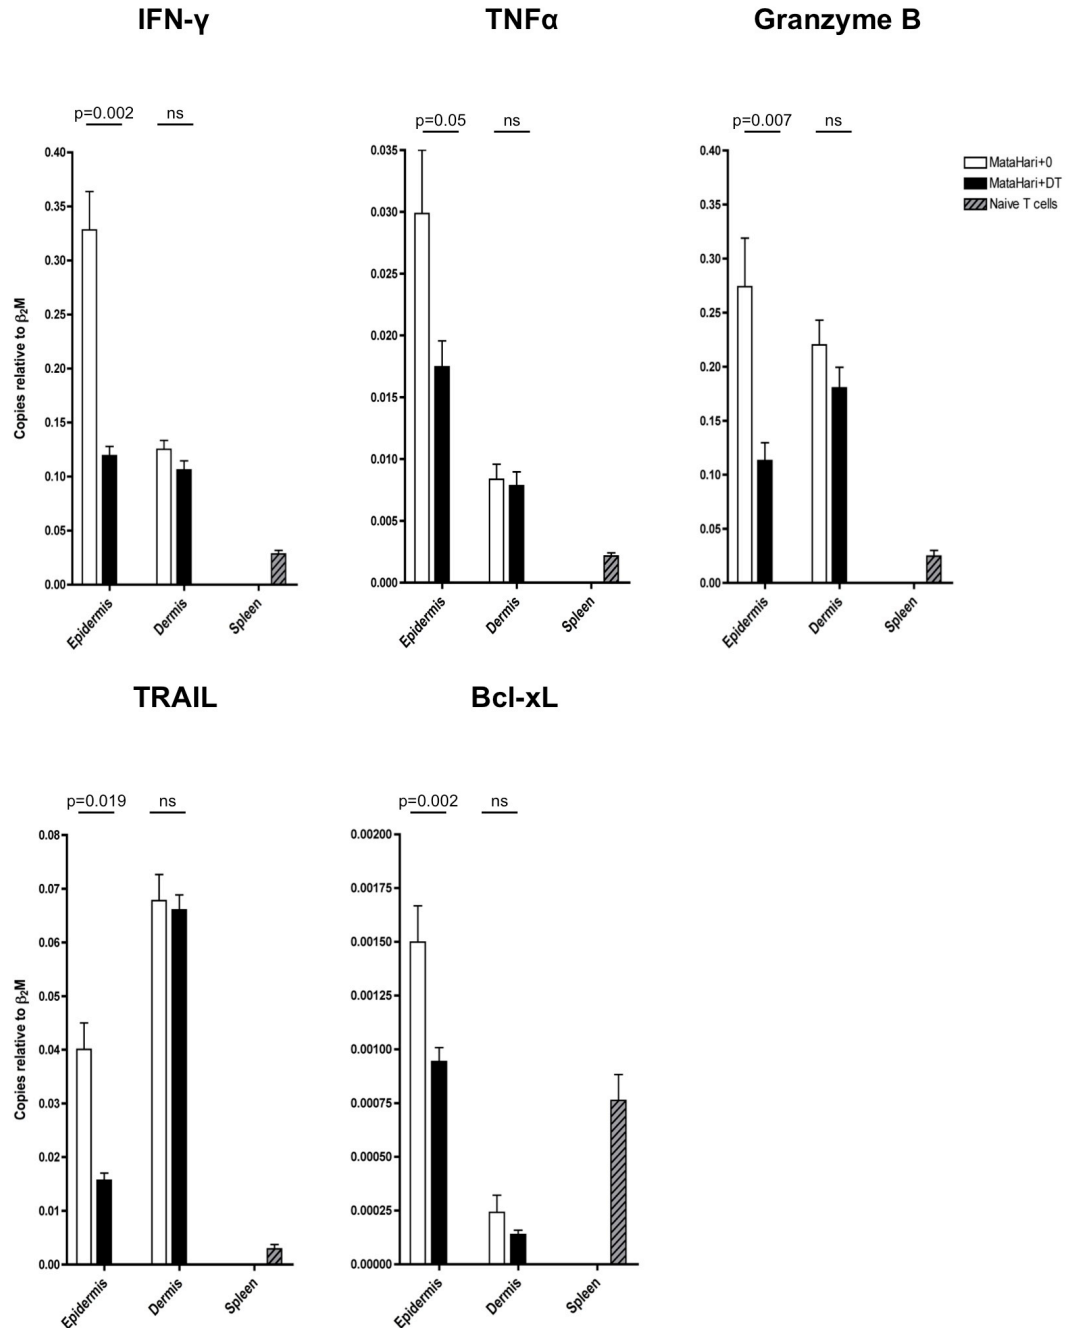 IFN-γ
TNFα
Granzyme B
p=0.002
ns
p=0.05
ns
p=0.007
ns
MataHari+0
MataHari+DT
Naive T cells
Copies relative to β2M
0.40
0.35
0.30
0.25
0.20
0.15
0.10
0.05
0.00
Epidermis
Dermis
Spleen
0.035
0.030
0.025
0.020
0.015
0.010
0.005
0.000
Epidermis
Dermis
Spleen
0.40
0.35
0.30
0.25
0.20
0.15
0.10
0.05
0.00
Epidermis
Dermis
Spleen
TRAIL
Bcl-xL
p=0.019
ns
p=0.002
ns
Copies relative to β2M
0.08
0.07
0.06
0.05
0.04
0.03
0.02
0.01
0.00
Epidermis
Dermis
Spleen
0.00200
0.00175
0.00150
0.00125
0.00100
0.00075
0.00050
0.00025
0.00000
Epidermis
Dermis
Spleen